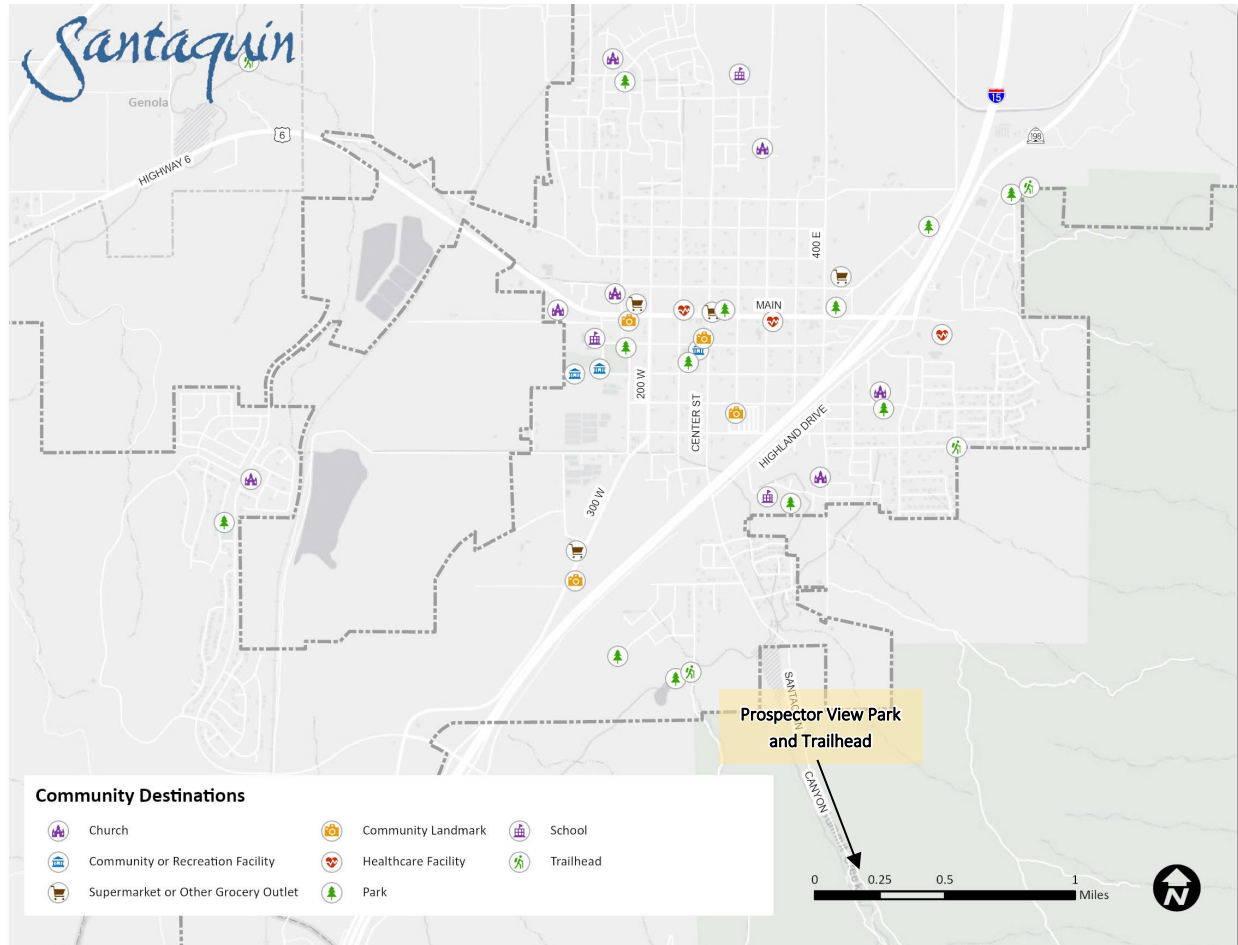 Santaquin
Genola
6
HIGHWAY 6
15
198
400 E
MAIN
200 W
CENTER ST
HIGHLAND DRIVE
300 W
Prospector View Park
and Trailhead
CANYON
Community Destinations
Church
Community Landmark
School
Community or Recreation Facility
Healthcare Facility
Trailhead
Supermarket or Other Grocery Outlet
Park
0 0.25 0.5 1
Miles
N